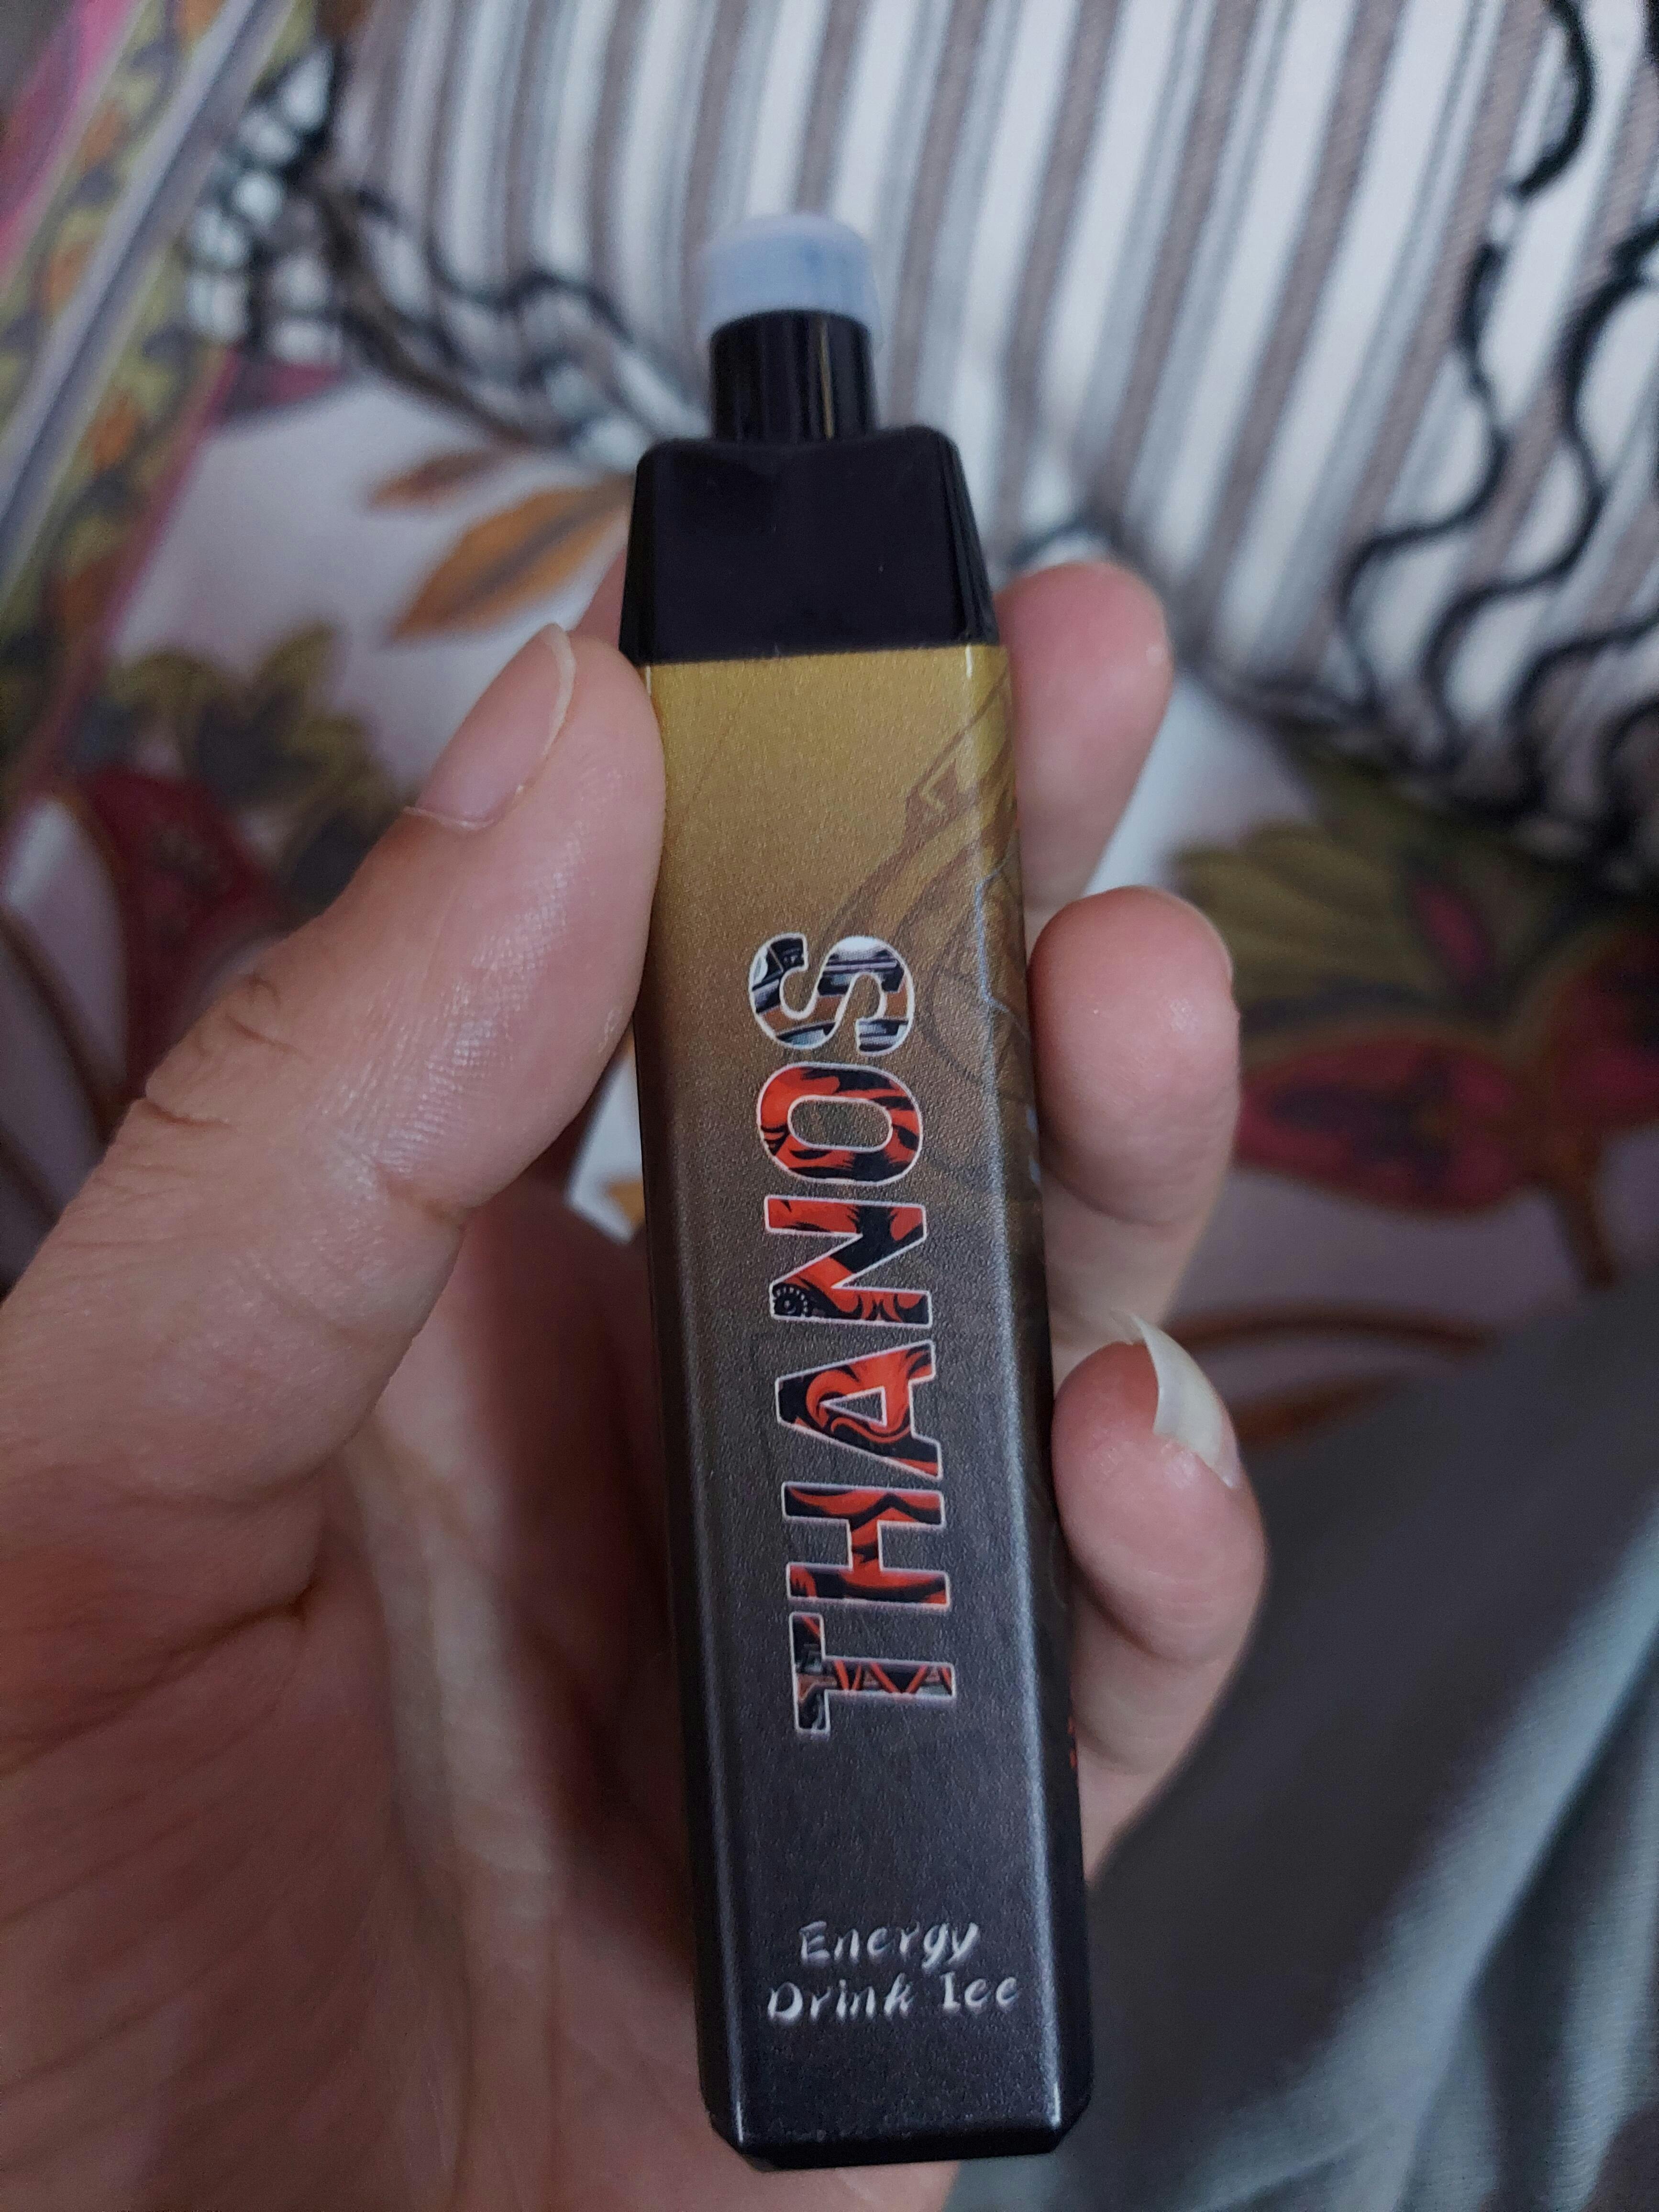 THANOS
Energy
Drink Ice